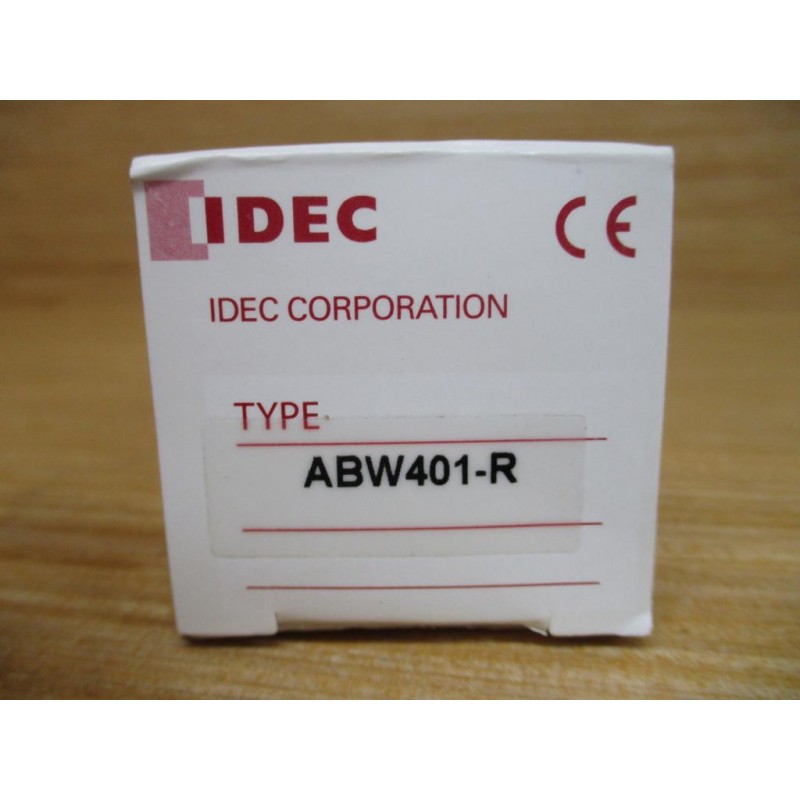 IDEC CE
IDEC CORPORATION
TYPE
ABW401-R